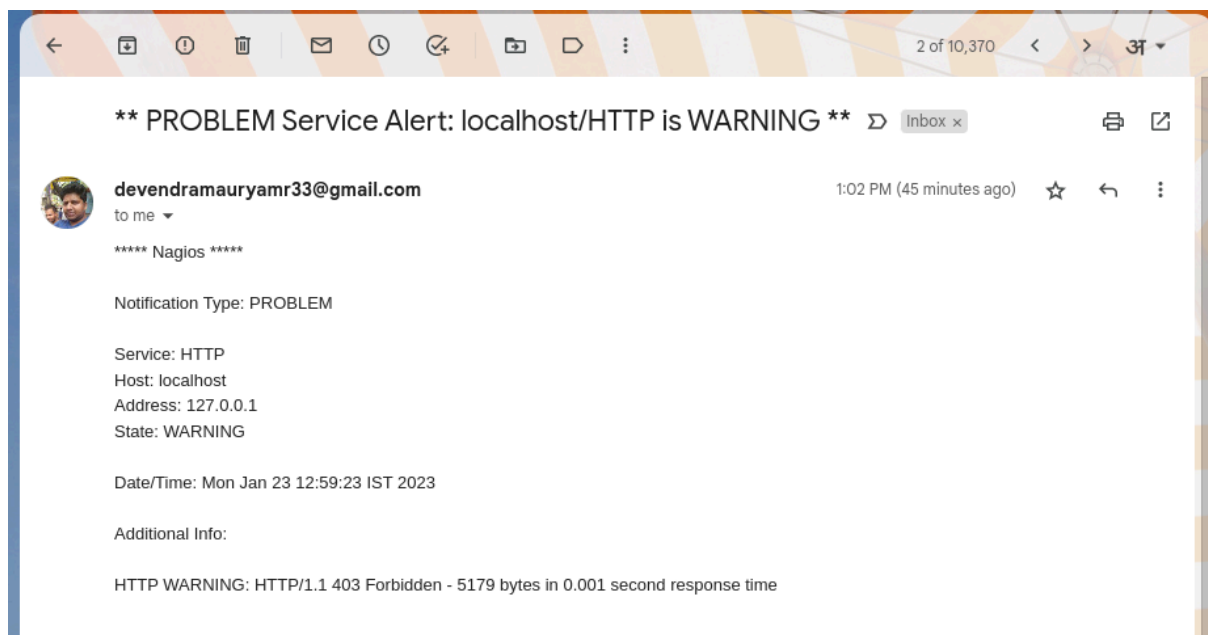 2 of 10,370
अ
** PROBLEM Service Alert: localhost/HTTP is WARNING **
Inbox ×
devendramauryamr33@gmail.com
1:02 PM (45 minutes ago)
to me
***** Nagios *****
Notification Type: PROBLEM
Service: HTTP
Host: localhost
Address: 127.0.0.1
State: WARNING
Date/Time: Mon Jan 23 12:59:23 IST 2023
Additional Info:
HTTP WARNING: HTTP/1.1 403 Forbidden - 5179 bytes in 0.001 second response time